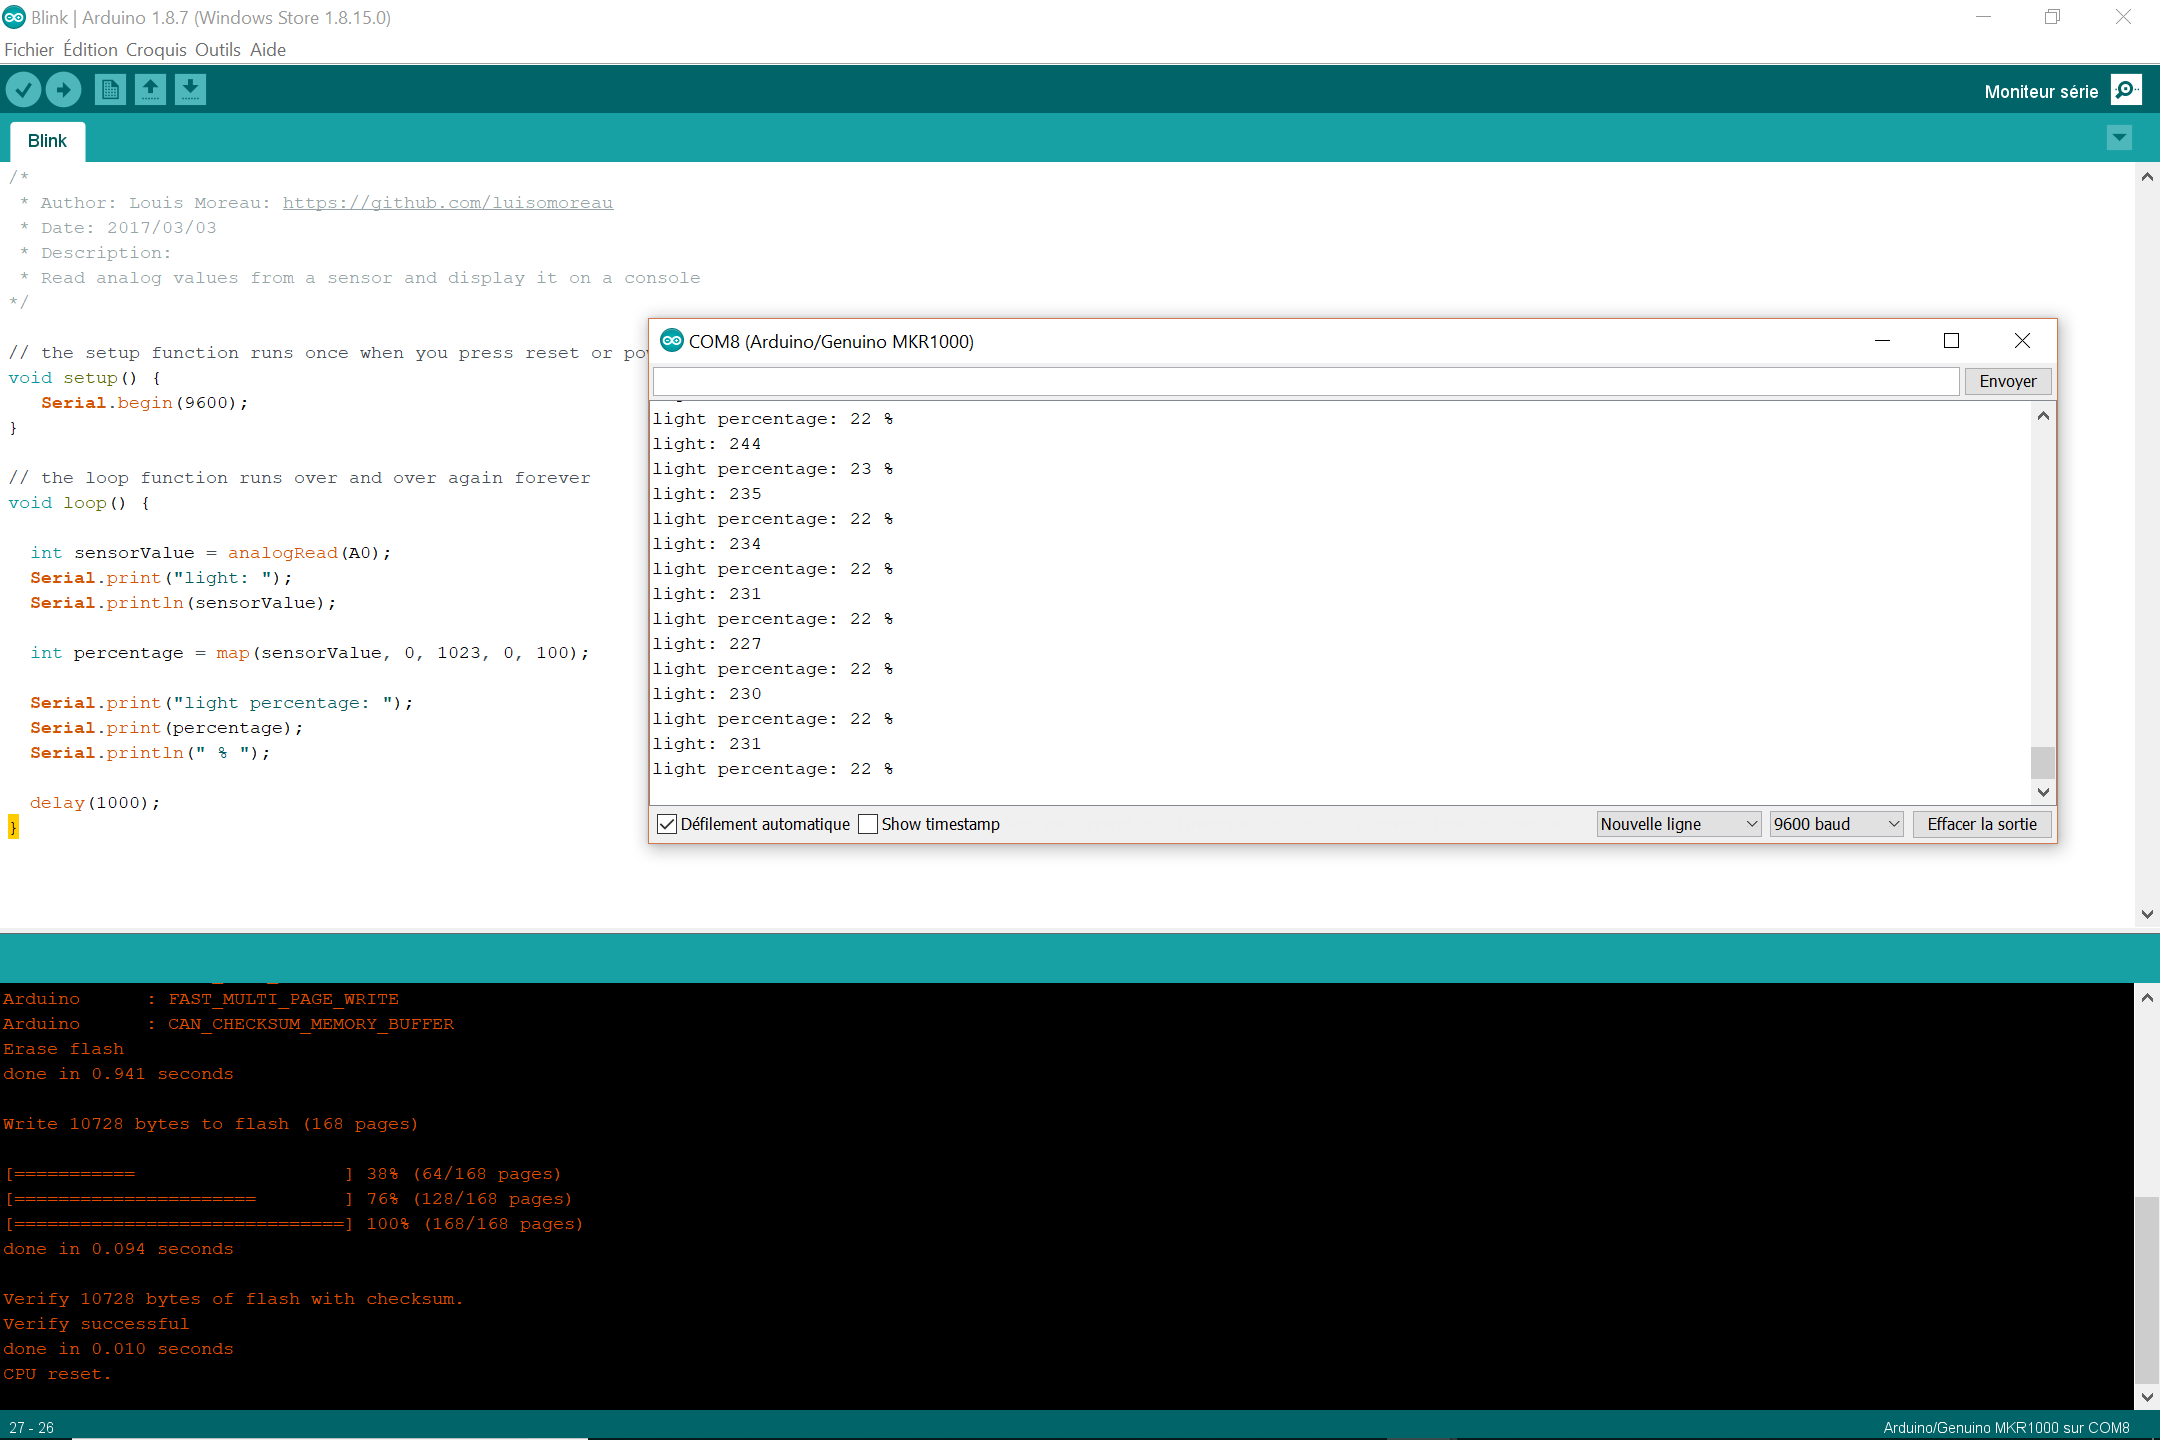 Blink | Arduino 1.8.7 (Windows Store 1.8.15.0)
Fichier Édition Croquis Outils Aide
Moniteur série
Blink
/*
 * Author: Louis Moreau: https://github.com/luisomoreau
 * Date: 2017/03/03
 * Description:
 * Read analog values from a sensor and display it on a console
*/
// the setup function runs once when you press reset or
void setup() {
   Serial.begin(9600);
}
// the loop function runs over and over again forever
void loop() {
  int sensorValue = analogRead(A0);
  Serial.print("light: ");
  Serial.println(sensorValue);
  int percentage = map(sensorValue, 0, 1023, 0, 100);
  Serial.print("light percentage: ");
  Serial.print(percentage);
  Serial.println(" % ");
  delay(1000);
}
COM8 (Arduino/Genuino MKR1000)
Envoyer
light percentage: 22 %
light: 244
light percentage: 23 %
light: 235
light percentage: 22 %
light: 234
light percentage: 22 %
light: 231
light percentage: 22 %
light: 227
light percentage: 22 %
light: 230
light percentage: 22 %
light: 231
light percentage: 22 %
Défilement automatique Show timestamp Nouvelle ligne 9600 baud Effacer la sortie
Arduino      : FAST_MULTI_PAGE_WRITE
Arduino      : CAN_CHECKSUM_MEMORY_BUFFER
Erase flash
done in 0.941 seconds
Write 10728 bytes to flash (168 pages)
[===========                   ] 38% (64/168 pages)
[======================        ] 76% (128/168 pages)
[==============================] 100% (168/168 pages)
done in 0.094 seconds
Verify 10728 bytes of flash with checksum.
Verify successful
done in 0.010 seconds
CPU reset.
27 - 26
Arduino/Genuino MKR1000 sur COM8